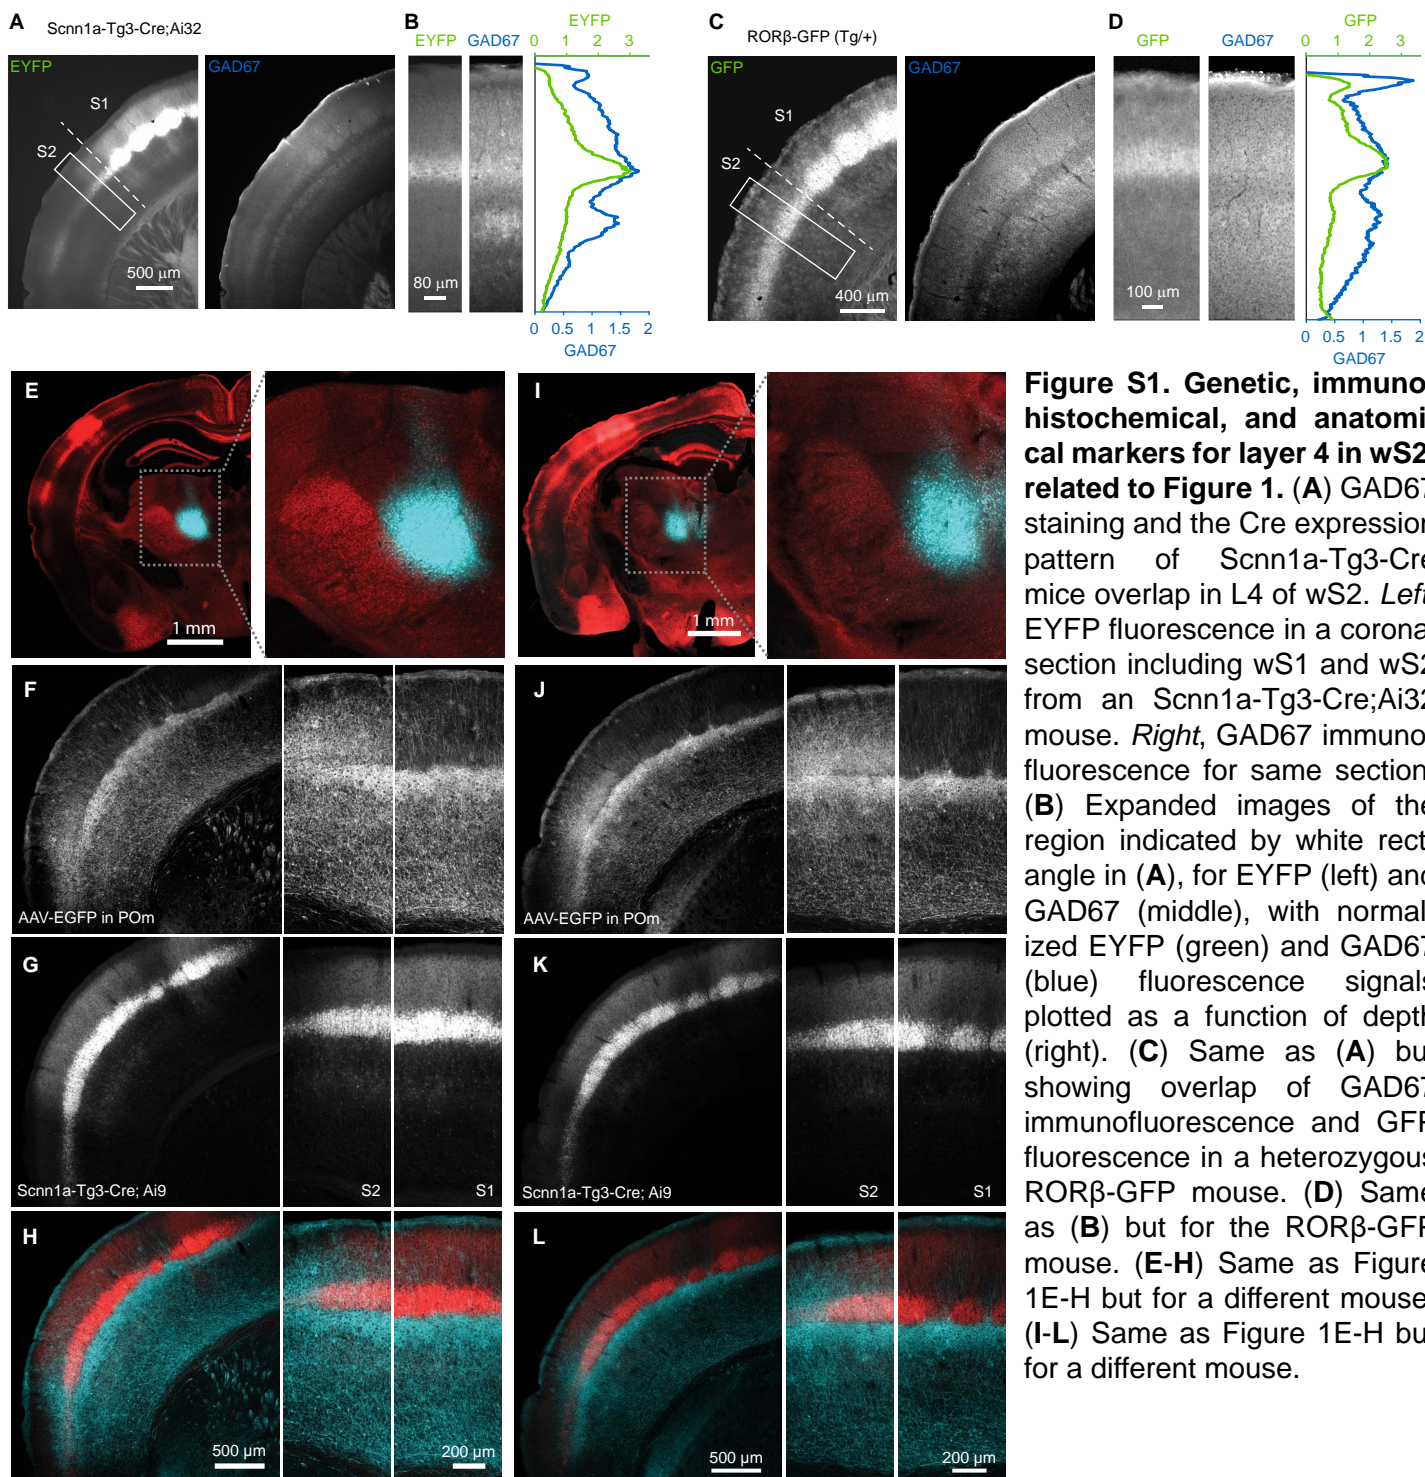 A
Scnn1a-Tg3-Cre;Ai32
EYFP
GAD67
S1
S2
500 μm
B
EYFP GAD67
80 μm
EYFP
0 1 2 3
0 0.5 1 1.5 2
GAD67
C
RORβ-GFP (Tg/+)
GFP
GAD67
S1
S2
400 μm
D
GFP GAD67
100 μm
GFP
0 1 2 3
0 0.5 1 1.5 2
GAD67
E
1 mm
I
1 mm
F
AAV-EGFP in POm
J
AAV-EGFP in POm
G
Scnn1a-Tg3-Cre; Ai9
S2 S1
K
Scnn1a-Tg3-Cre; Ai9
S2 S1
H
500 μm
200 μm
L
500 μm
200 μm
Figure S1. Genetic, immuno
histochemical, and anatomi
cal markers for layer 4 in wS2
related to Figure 1. (A) GAD67
staining and the Cre expression
pattern of Scnn1a-Tg3-Cre
mice overlap in L4 of wS2. Left
EYFP fluorescence in a corona
section including wS1 and wS2
from an Scnn1a-Tg3-Cre;Ai32
mouse. Right, GAD67 immuno
fluorescence for same section
(B) Expanded images of the
region indicated by white rect
angle in (A), for EYFP (left) and
GAD67 (middle), with normal
ized EYFP (green) and GAD67
(blue) fluorescence signals
plotted as a function of depth
(right). (C) Same as (A) bu
showing overlap of GAD67
immunofluorescence and GFP
fluorescence in a heterozygous
RORβ-GFP mouse. (D) Same
as (B) but for the RORβ-GFP
mouse. (E-H) Same as Figure
1E-H but for a different mouse
(I-L) Same as Figure 1E-H bu
for a different mouse.